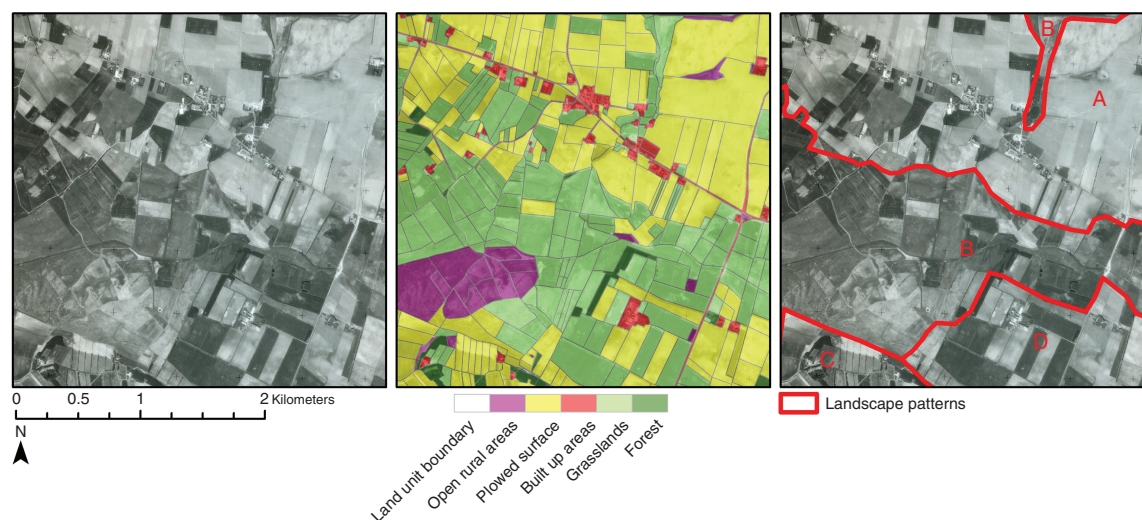 B
A
B
D
C
0 0.5 1 2 Kilometers
N
Land unit boundary
Open rural areas
Plowed surface
Built up areas
Grasslands
Forest
Landscape patterns